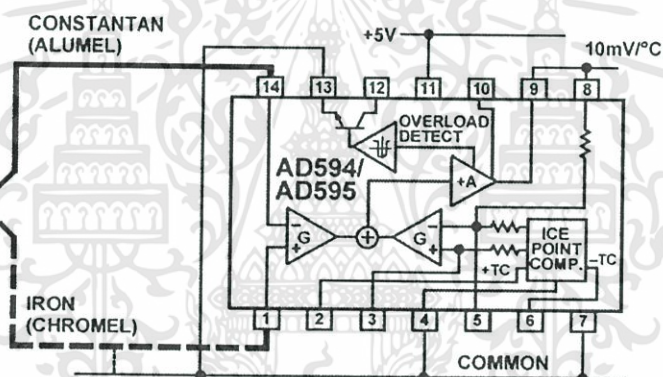 CONSTANTAN
(ALUMEL)
+5V
10mV/°C
14
13
12
11
10
9
8
OVERLOAD
DETECT
AD594/
AD595
+A
G
G
ICE
POINT
COMP.
+TC
–TC
IRON
(CHROMEL)
1
2
3
4
5
6
7
COMMON